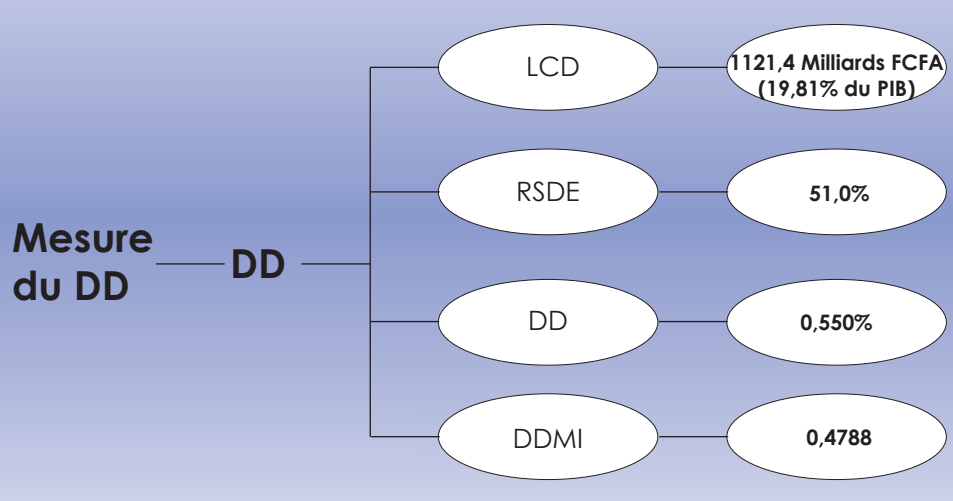 Mesure
du DD
DD
LCD
1121,4 Milliards FCFA
(19,81% du PIB)
RSDE
51,0%
DD
0,550%
DDMI
0,4788